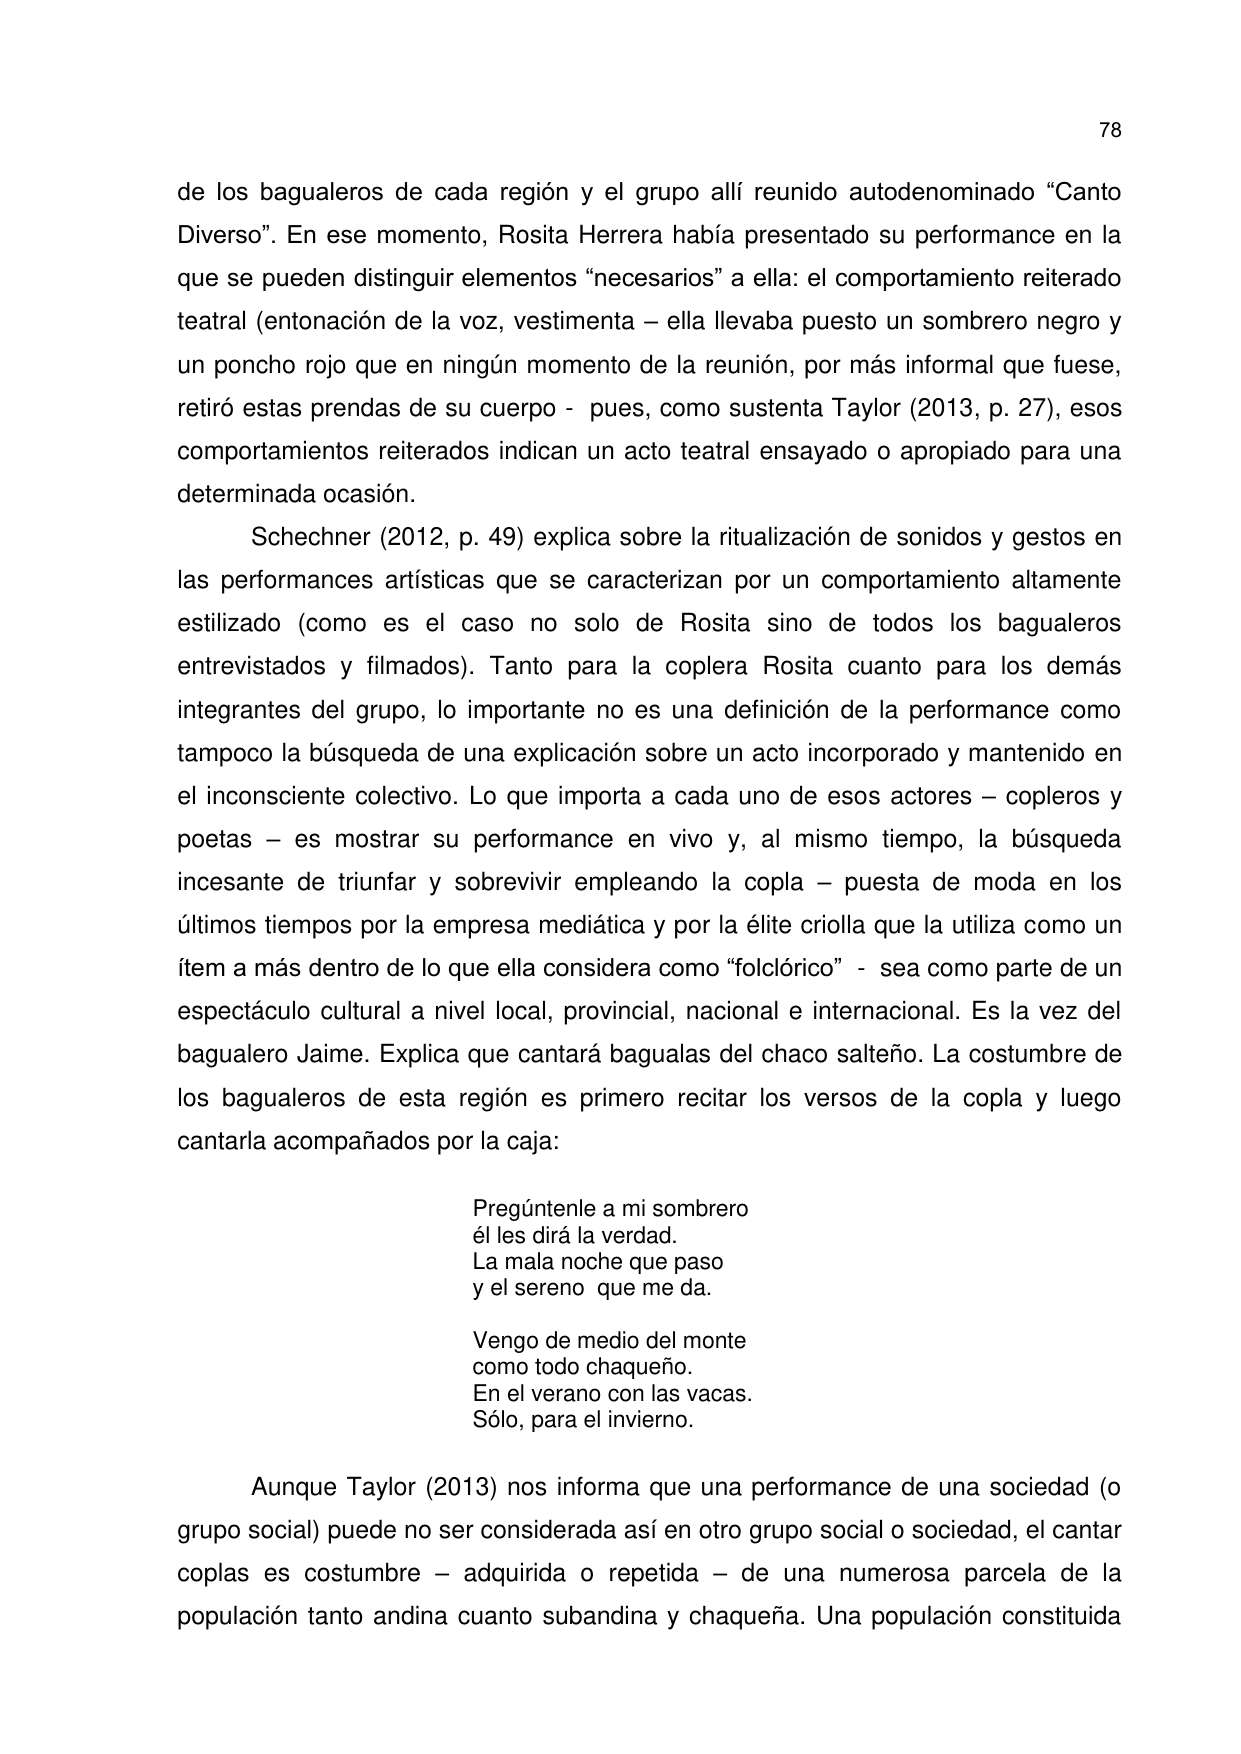 78
de los bagualeros de cada región y el grupo allí reunido autodenominado “Canto
Diverso”. En ese momento, Rosita Herrera había presentado su performance en la
que se pueden distinguir elementos “necesarios” a ella: el comportamiento reiterado
teatral (entonación de la voz, vestimenta – ella llevaba puesto un sombrero negro y
un poncho rojo que en ningún momento de la reunión, por más informal que fuese,
retiró estas prendas de su cuerpo -  pues, como sustenta Taylor (2013, p. 27), esos
comportamientos reiterados indican un acto teatral ensayado o apropiado para una
determinada ocasión.
Schechner (2012, p. 49) explica sobre la ritualización de sonidos y gestos en
las performances artísticas que se caracterizan por un comportamiento altamente
estilizado (como es el caso no solo de Rosita sino de todos los bagualeros
entrevistados y filmados). Tanto para la coplera Rosita cuanto para los demás
integrantes del grupo, lo importante no es una definición de la performance como
tampoco la búsqueda de una explicación sobre un acto incorporado y mantenido en
el inconsciente colectivo. Lo que importa a cada uno de esos actores – copleros y
poetas – es mostrar su performance en vivo y, al mismo tiempo, la búsqueda
incesante de triunfar y sobrevivir empleando la copla – puesta de moda en los
últimos tiempos por la empresa mediática y por la élite criolla que la utiliza como un
ítem a más dentro de lo que ella considera como “folclórico”  -  sea como parte de un
espectáculo cultural a nivel local, provincial, nacional e internacional. Es la vez del
bagualero Jaime. Explica que cantará bagualas del chaco salteño. La costumbre de
los bagualeros de esta región es primero recitar los versos de la copla y luego
cantarla acompañados por la caja:
Pregúntenle a mi sombrero
él les dirá la verdad.
La mala noche que paso
y el sereno  que me da.
Vengo de medio del monte
como todo chaqueño.
En el verano con las vacas.
Sólo, para el invierno.
Aunque Taylor (2013) nos informa que una performance de una sociedad (o
grupo social) puede no ser considerada así en otro grupo social o sociedad, el cantar
coplas es costumbre – adquirida o repetida – de una numerosa parcela de la
población tanto andina cuanto subandina y chaqueña. Una población constituida